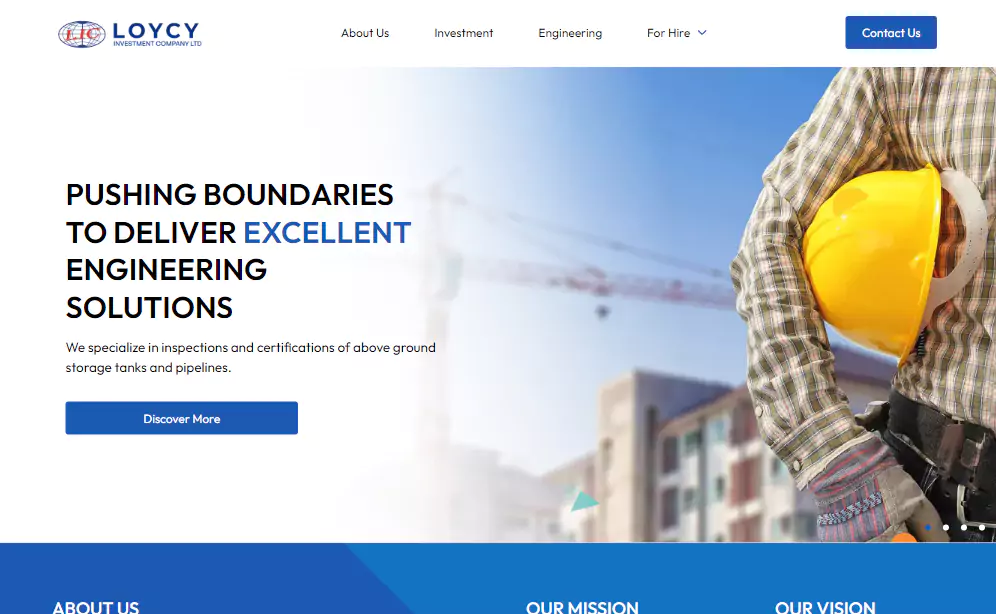 LIC LOYCY
INVESTMENT COMPANY LTD
About Us
Investment
Engineering
For Hire
Contact Us
PUSHING BOUNDARIES
TO DELIVER EXCELLENT
ENGINEERING
SOLUTIONS
We specialize in inspections and certifications of above ground
storage tanks and pipelines.
Discover More
ABOUT US
OUR MISSION
OUR VISION